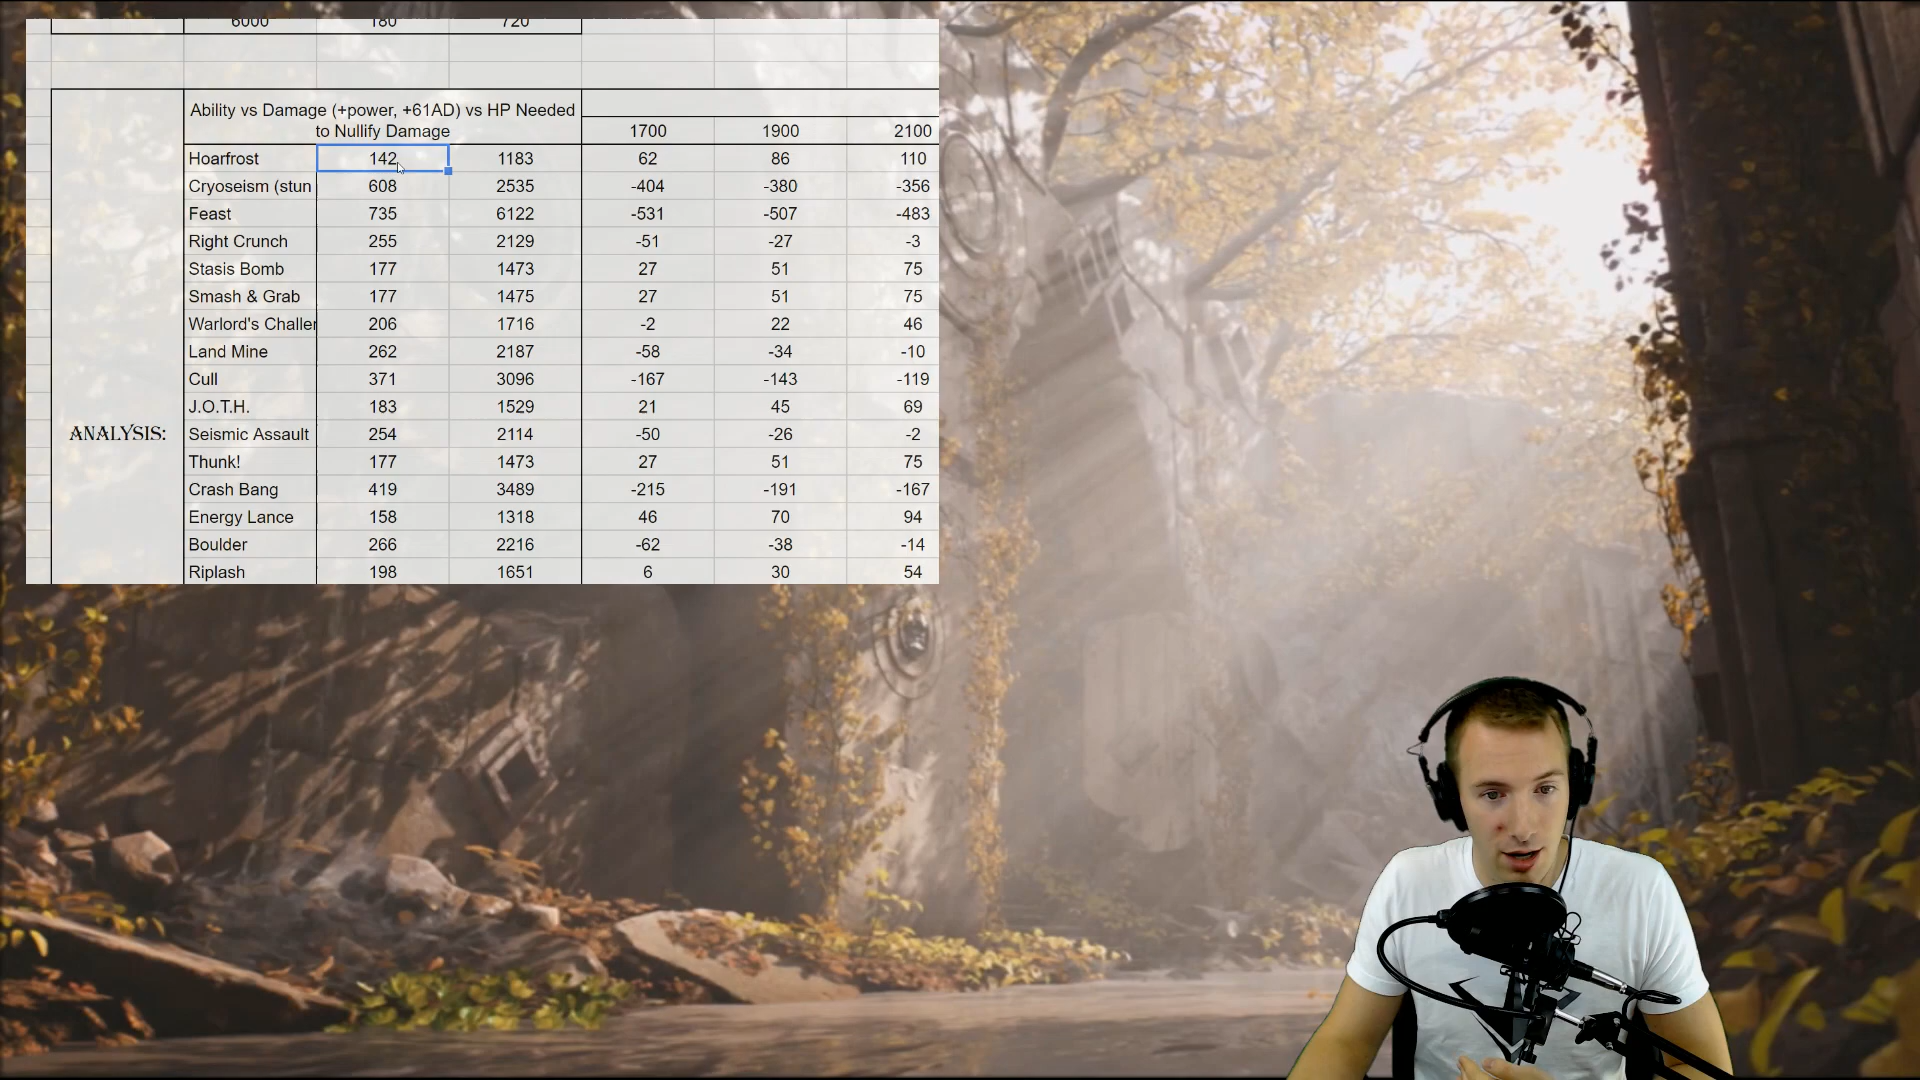 6000 180 720
Ability vs Damage (+power, +61AD) vs HP Needed
to Nullify Damage
1700 1900 2100
Hoarfrost 142 1183 62 86 110
Cryoseism (stun 608 2535 -404 -380 -356
Feast 735 6122 -531 -507 -483
Right Crunch 255 2129 -51 -27 -3
Stasis Bomb 177 1473 27 51 75
Smash & Grab 177 1475 27 51 75
Warlord's Challer 206 1716 -2 22 46
Land Mine 262 2187 -58 -34 -10
Cull 371 3096 -167 -143 -119
J.O.T.H. 183 1529 21 45 69
ANALYSIS:
Seismic Assault 254 2114 -50 -26 -2
Thunk! 177 1473 27 51 75
Crash Bang 419 3489 -215 -191 -167
Energy Lance 158 1318 46 70 94
Boulder 266 2216 -62 -38 -14
Riplash 198 1651 6 30 54